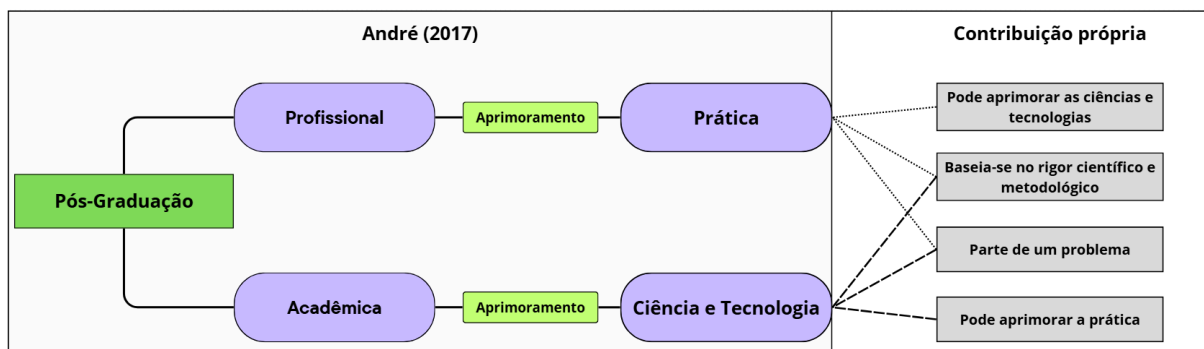 André (2017)
Contribuição própria
Profissional
Aprimoramento
Prática
Pode aprimorar as ciências e
tecnologias
Baseia-se no rigor científico e
metodológico
Pós-Graduação
Parte de um problema
Acadêmica
Aprimoramento
Ciência e Tecnologia
Pode aprimorar a prática